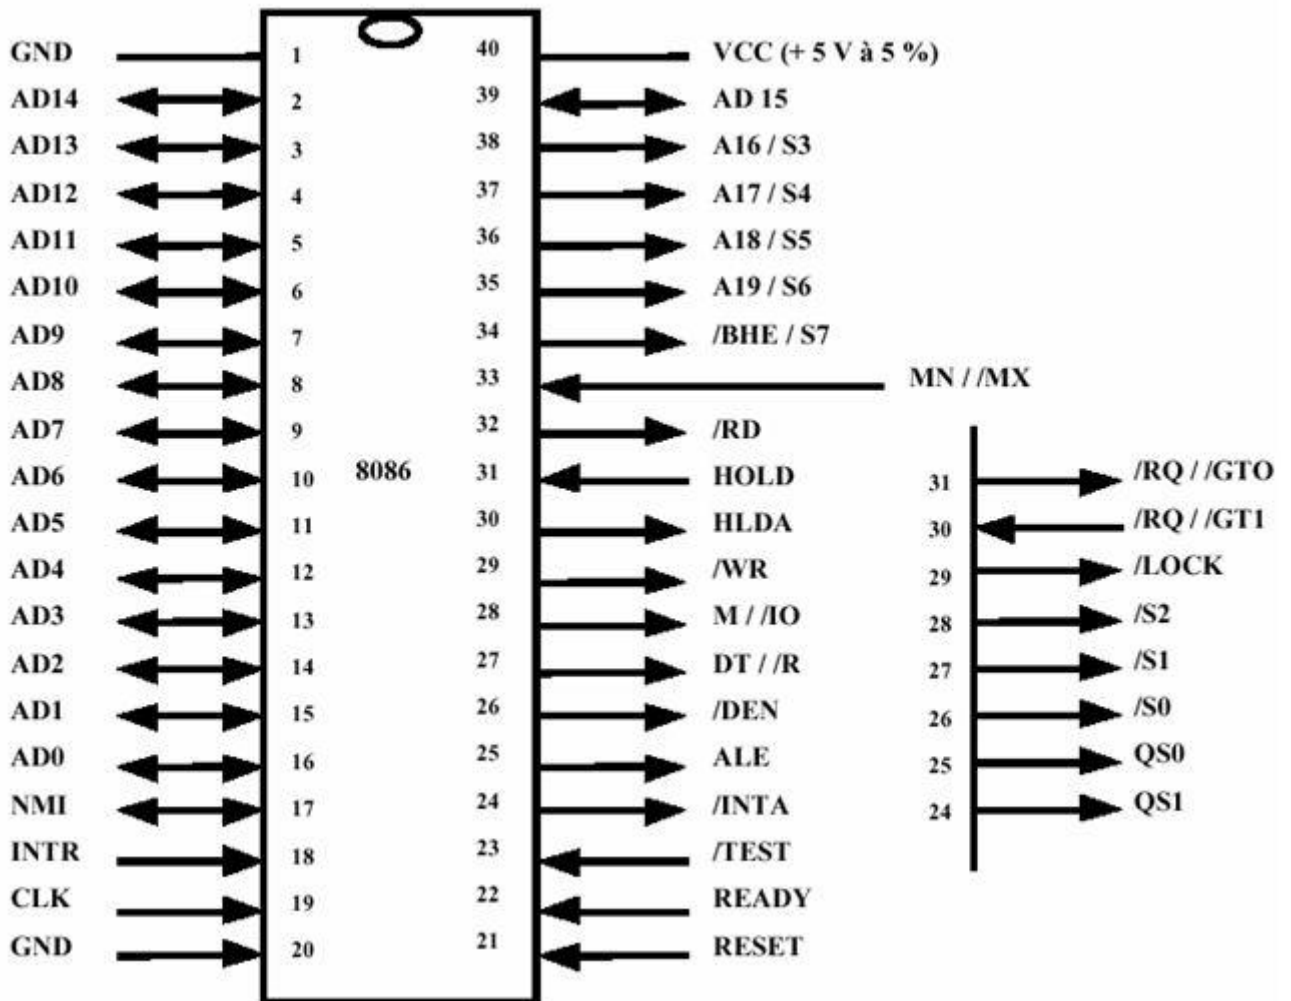 GND 1 40 VCC (+ 5 V à 5 %)
AD14 2 39 AD 15
AD13 3 38 A16 / S3
AD12 4 37 A17 / S4
AD11 5 36 A18 / S5
AD10 6 35 A19 / S6
AD9 7 34 /BHE / S7
AD8 8 33 MN / /MX
AD7 9 32 /RD
AD6 10 8086 31 HOLD 31 /RQ / /GTO
AD5 11 30 HLDA 30 /RQ / /GT1
AD4 12 29 /WR 29 /LOCK
AD3 13 28 M / /IO 28 /S2
AD2 14 27 DT / /R 27 /S1
AD1 15 26 /DEN 26 /S0
AD0 16 25 ALE 25 QS0
NMI 17 24 /INTA 24 QS1
INTR 18 23 /TEST
CLK 19 22 READY
GND 20 21 RESET